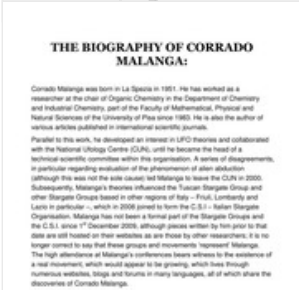 THE BIOGRAPHY OF CORRADO
MALANGA:
Corrado Malanga was born in La Spezia in 1951. He has worked as a
researcher at the chair of Organic Chemistry in the Department of Chemistry
and Industrial Chemistry, part of the Faculty of Mathematical, Physical and
Natural Sciences of the University of Pisa since 1983. He is also the author of
various articles published in international scientific journals.
Parallel to this work, he developed an interest in UFO theories and collaborated
with the National Ufology Centre (CUN), until he became the head of a
technical-scientific committee within this organisation. A series of disagreements,
in particular regarding evaluation of the phenomenon of alien abduction
(although this was not the sole cause) led Malanga to leave the CUN in 2000.
Subsequently, Malanga's theories influenced the Tuscan Stargate Group and
other Stargate Groups based in other regions of Italy – Friuli, Lombardy and
Lazio in particular –, which in 2006 joined to form the C.S.I – Italian Stargate
Organisation. Malanga has not been a formal part of the Stargate Groups and
the C.S.I. since 1st December 2009; although pieces written by him prior to that
date are still hosted on their websites as are those by other researchers, it is no
longer correct to say that these groups and movements 'represent' Malanga.
The high attendance at Malanga's conferences bears witness to the existence of
a real movement, which would appear to be growing, which lives through
numerous websites, blogs and forums in many languages, all of which share the
discoveries of Corrado Malanga.